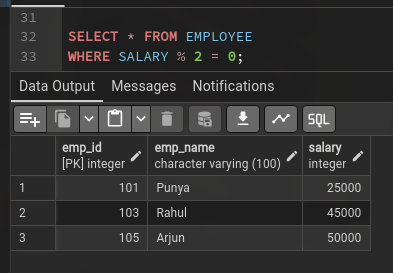 31
32 SELECT * FROM EMPLOYEE
33 WHERE SALARY % 2 = 0;
Data Output Messages Notifications
SQL
emp_id emp_name salary
[PK] integer character varying (100) integer
1 101 Punya 25000
2 103 Rahul 45000
3 105 Arjun 50000